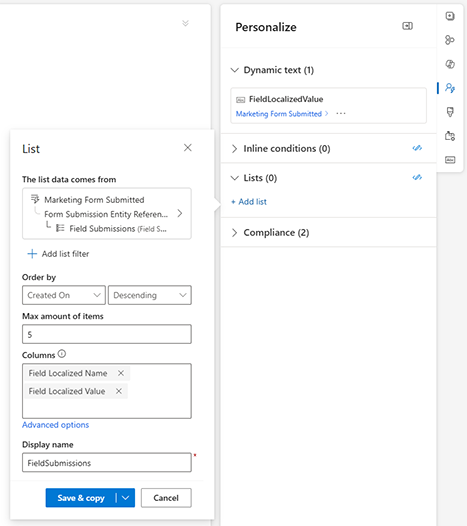 Personalize
Dynamic text (1)
Abc FieldLocalizedValue
Marketing Form Submitted > ...
Inline conditions (0)
Lists (0)
+ Add list
Compliance (2)
Abc
List
The list data comes from
Marketing Form Submitted
Form Submission Entity Referen...
Field Submissions (Field S...
+ Add list filter
Order by
Created On Descending
Max amount of items
5
Columns
Field Localized Name
Field Localized Value
Advanced options
Display name
FieldSubmissions *
Save & copy Cancel